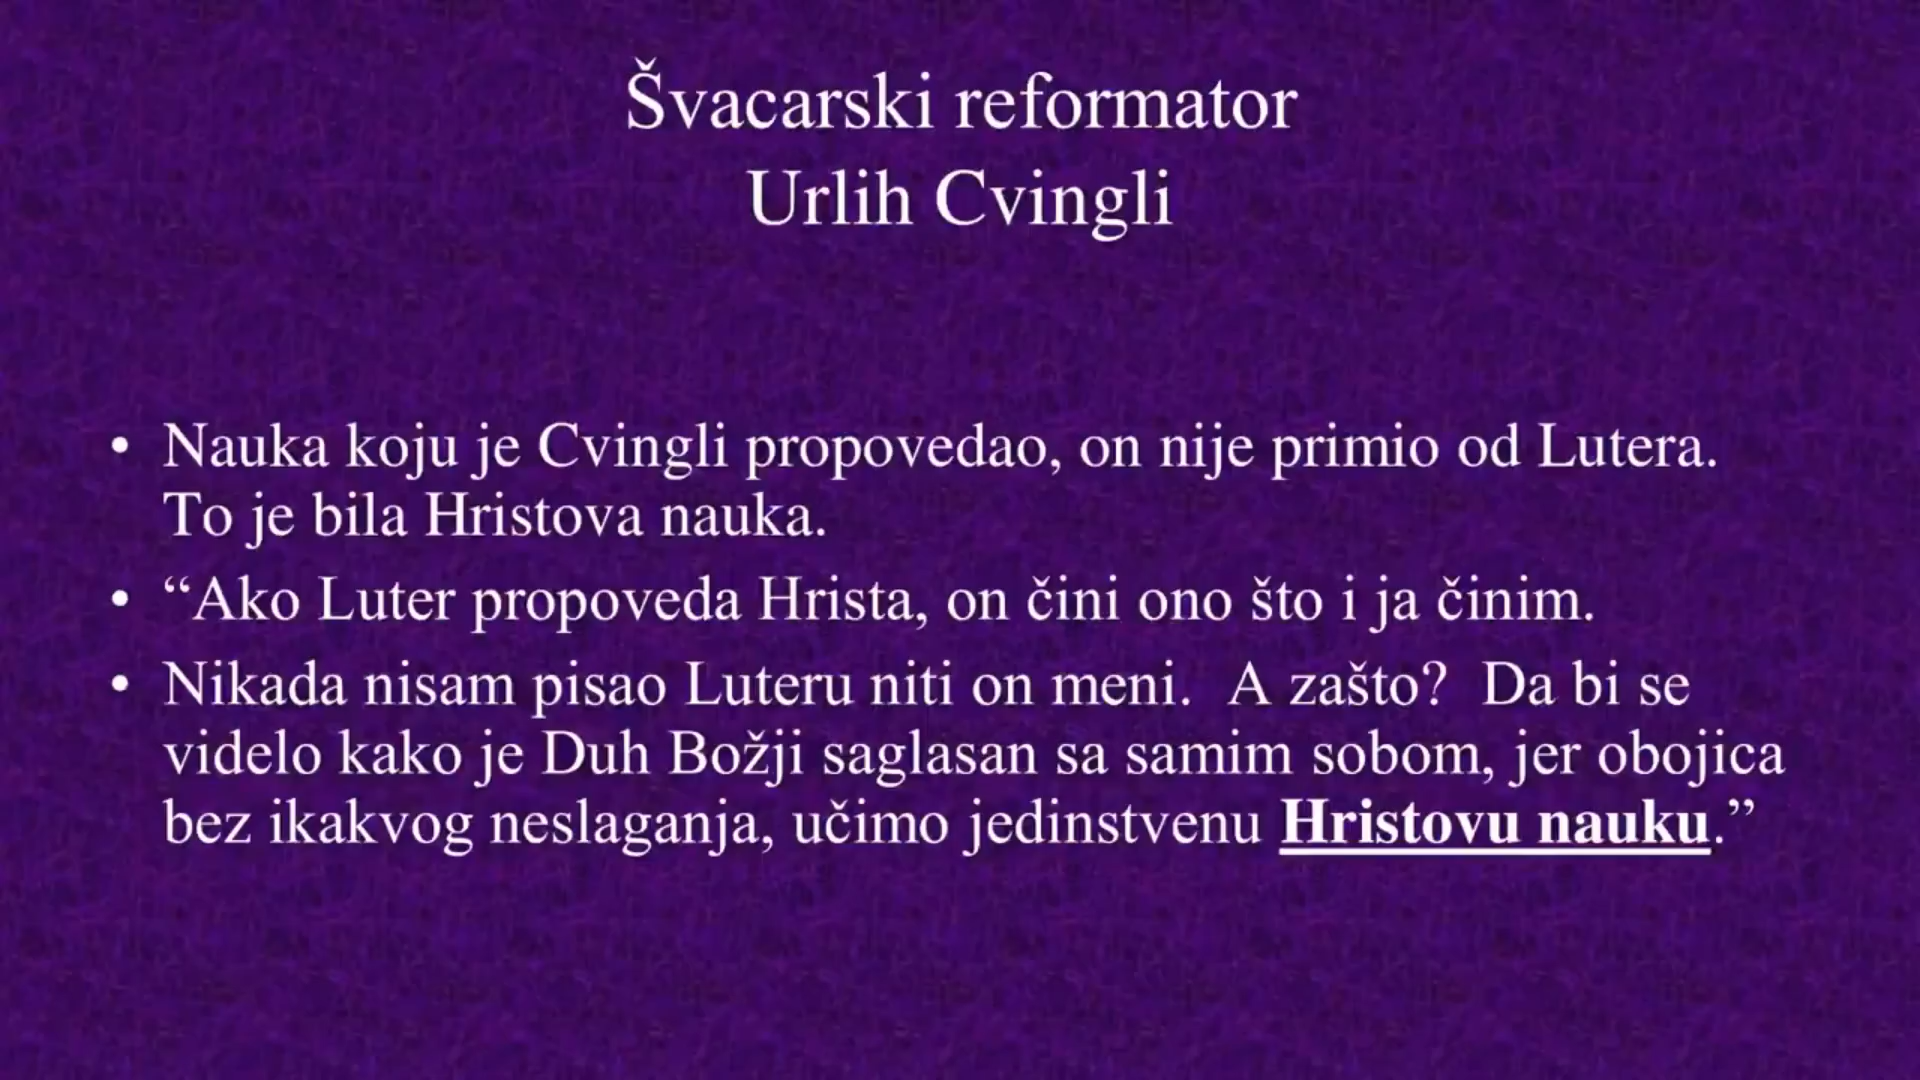 Švacarski reformator
Urlih Cvingli
• Nauka koju je Cvingli propovedao, on nije primio od Lutera.
To je bila Hristova nauka.
• “Ako Luter propoveda Hrista, on čini ono što i ja činim.
• Nikada nisam pisao Luteru niti on meni.  A zašto?  Da bi se
videlo kako je Duh Božji saglasan sa samim sobom, jer obojica
bez ikakvog neslaganja, učimo jedinstvenu Hristovu nauku.”